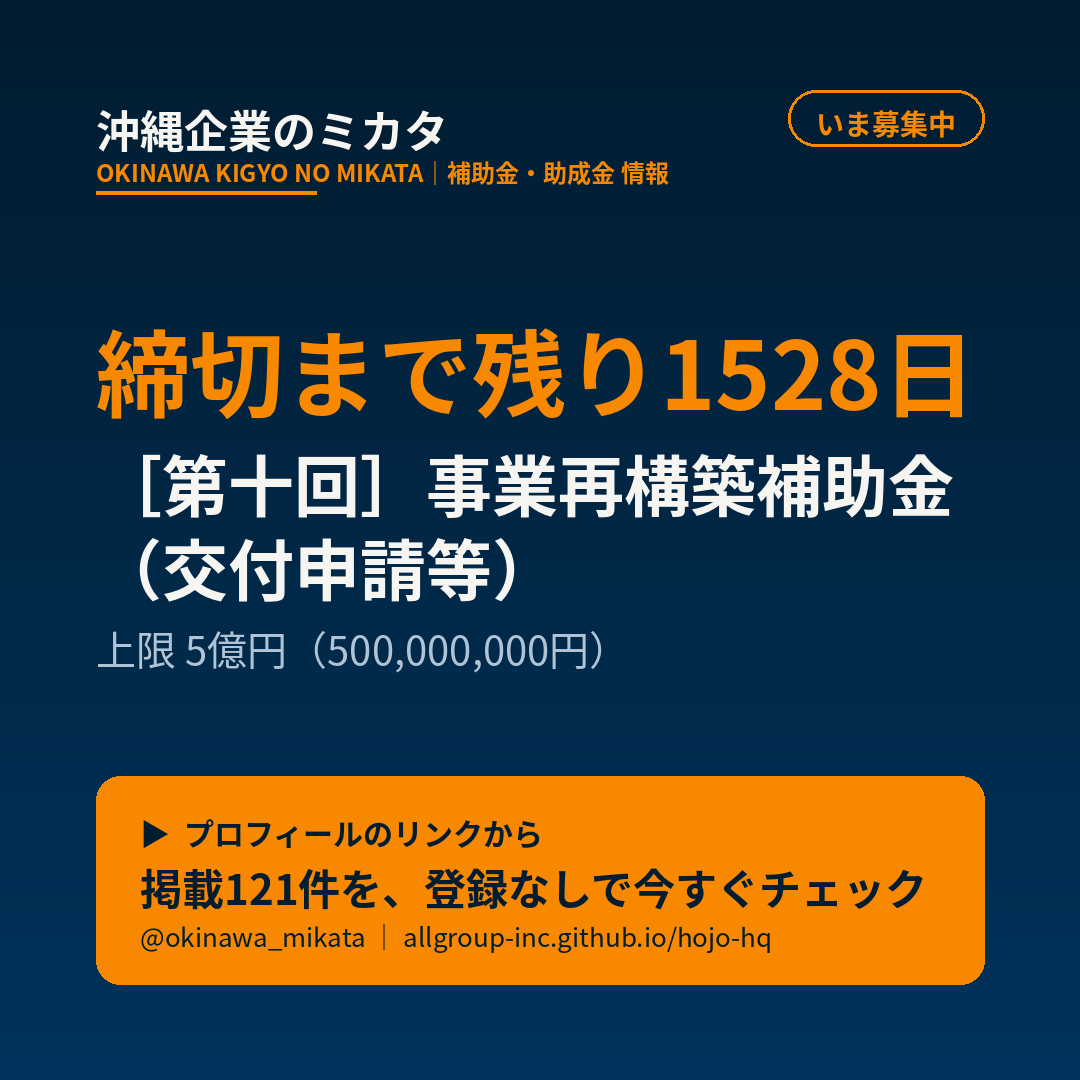 沖縄企業のミカタ
いま募集中
OKINAWA KIGYO NO MIKATA｜補助金・助成金 情報
締切まで残り1528日
［第十回］事業再構築補助金
（交付申請等）
上限 5億円（500,000,000円）
▶ プロフィールのリンクから
掲載121件を、登録なしで今すぐチェック
@okinawa_mikata ｜ allgroup-inc.github.io/hojo-hq